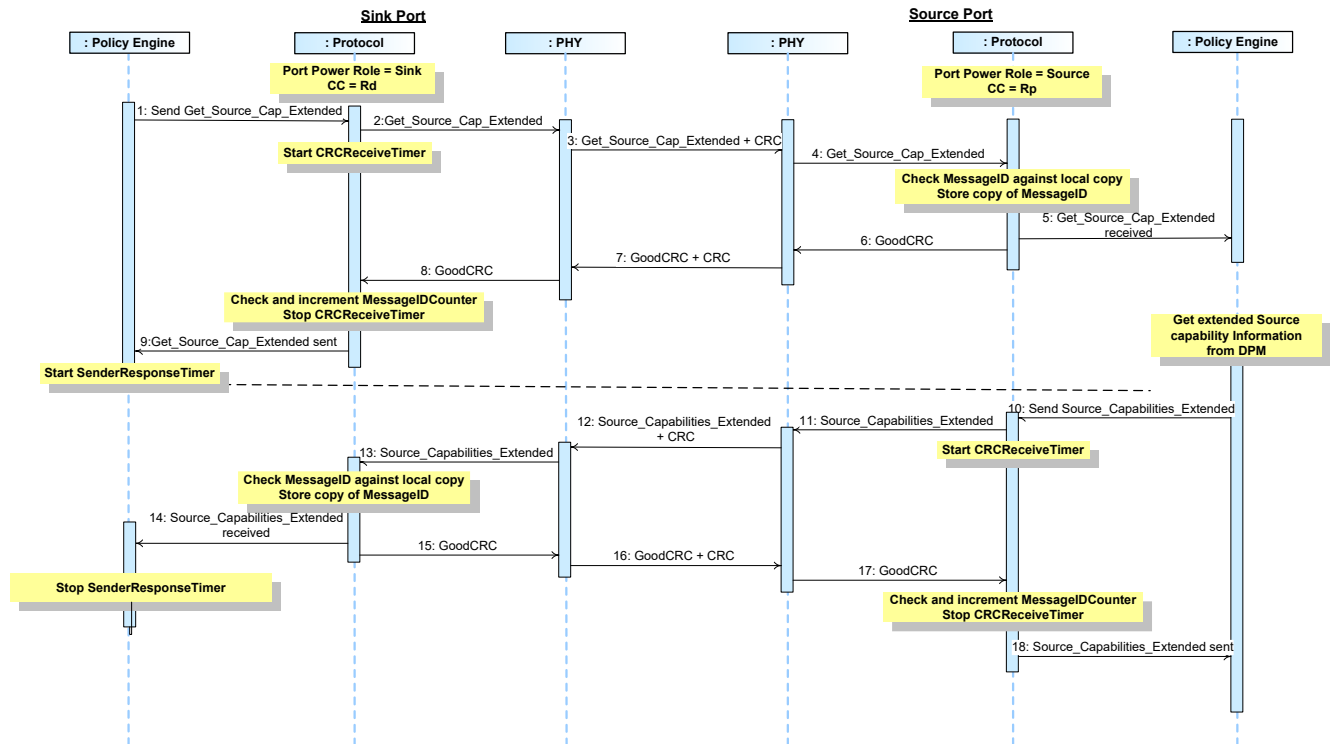 Sink Port
Source Port
: Policy Engine
: Protocol
: PHY
: PHY
: Protocol
: Policy Engine
Port Power Role = Sink
CC = Rd
Port Power Role = Source
CC = Rp
1: Send Get_Source_Cap_Extended
2:Get_Source_Cap_Extended
Start CRCReceiveTimer
3: Get_Source_Cap_Extended + CRC
4: Get_Source_Cap_Extended
Check MessageID against local copy
Store copy of MessageID
5: Get_Source_Cap_Extended
received
6: GoodCRC
7: GoodCRC + CRC
8: GoodCRC
Check and increment MessageIDCounter
Stop CRCReceiveTimer
9:Get_Source_Cap_Extended sent
Start SenderResponseTimer
Get extended Source
capability Information
from DPM
10: Send Source_Capabilities_Extended
11: Source_Capabilities_Extended
Start CRCReceiveTimer
12: Source_Capabilities_Extended
+ CRC
13: Source_Capabilities_Extended
Check MessageID against local copy
Store copy of MessageID
14: Source_Capabilities_Extended
received
15: GoodCRC
16: GoodCRC + CRC
17: GoodCRC
Stop SenderResponseTimer
Check and increment MessageIDCounter
Stop CRCReceiveTimer
18: Source_Capabilities_Extended sent